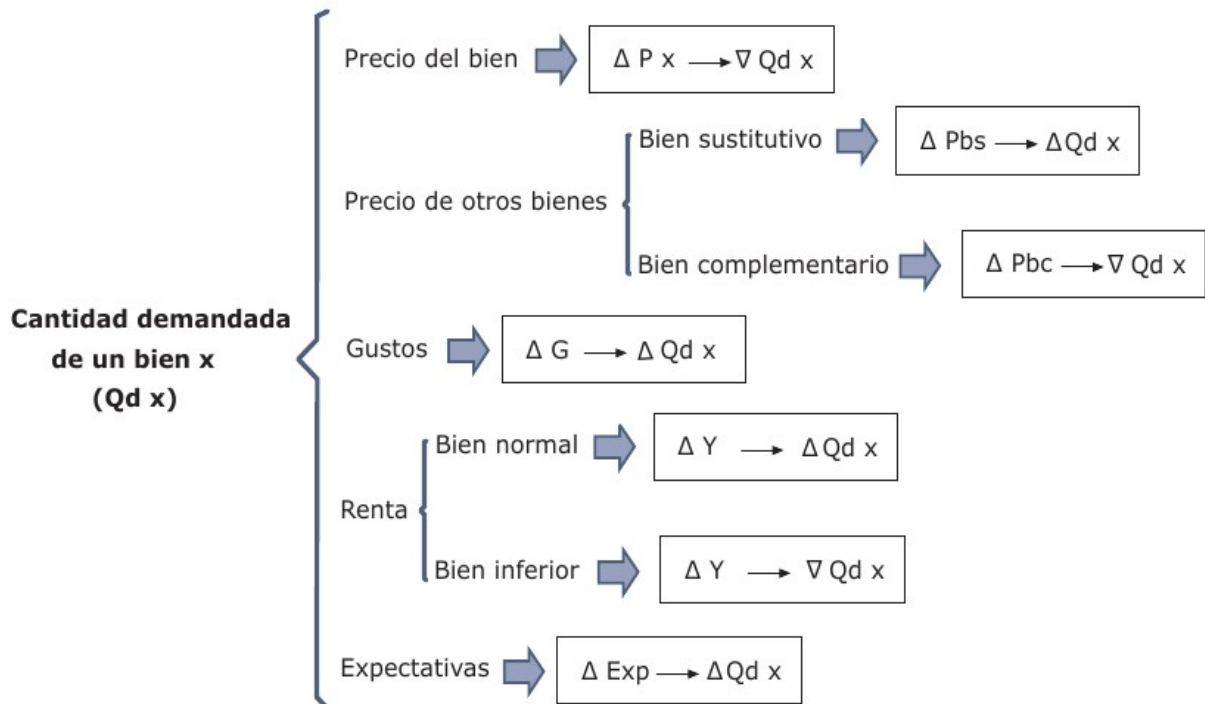 Precio del bien
Δ P x → ∇ Qd x
Precio de otros bienes
Bien sustitutivo
Δ Pbs → Δ Qd x
Bien complementario
Δ Pbc → ∇ Qd x
Cantidad demandada
de un bien x
(Qd x)
Gustos
Δ G → Δ Qd x
Renta
Bien normal
Δ Y → Δ Qd x
Bien inferior
Δ Y → ∇ Qd x
Expectativas
Δ Exp → Δ Qd x